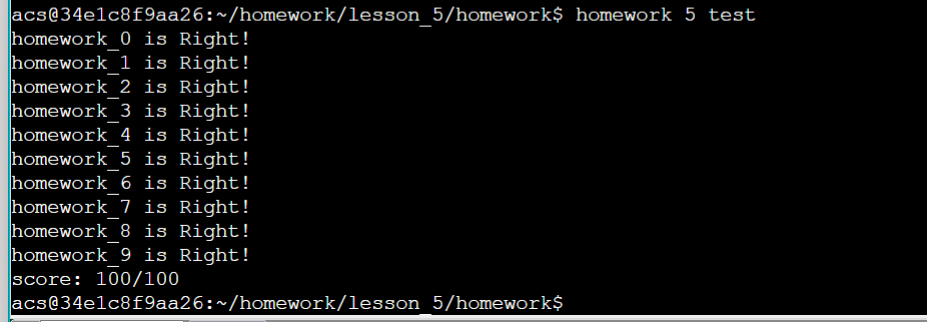 acs@34e1c8f9aa26:~/homework/lesson_5/homework$ homework 5 test
homework_0 is Right!
homework_1 is Right!
homework_2 is Right!
homework_3 is Right!
homework_4 is Right!
homework_5 is Right!
homework_6 is Right!
homework_7 is Right!
homework_8 is Right!
homework_9 is Right!
score: 100/100
acs@34e1c8f9aa26:~/homework/lesson_5/homework$